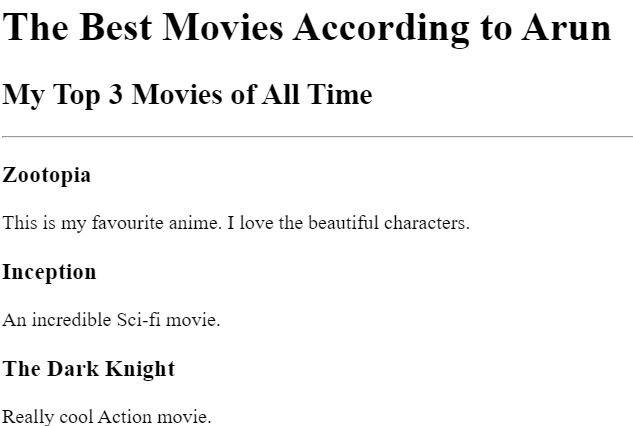 The Best Movies According to Arun
My Top 3 Movies of All Time
Zootopia
This is my favourite anime. I love the beautiful characters.
Inception
An incredible Sci-fi movie.
The Dark Knight
Really cool Action movie.